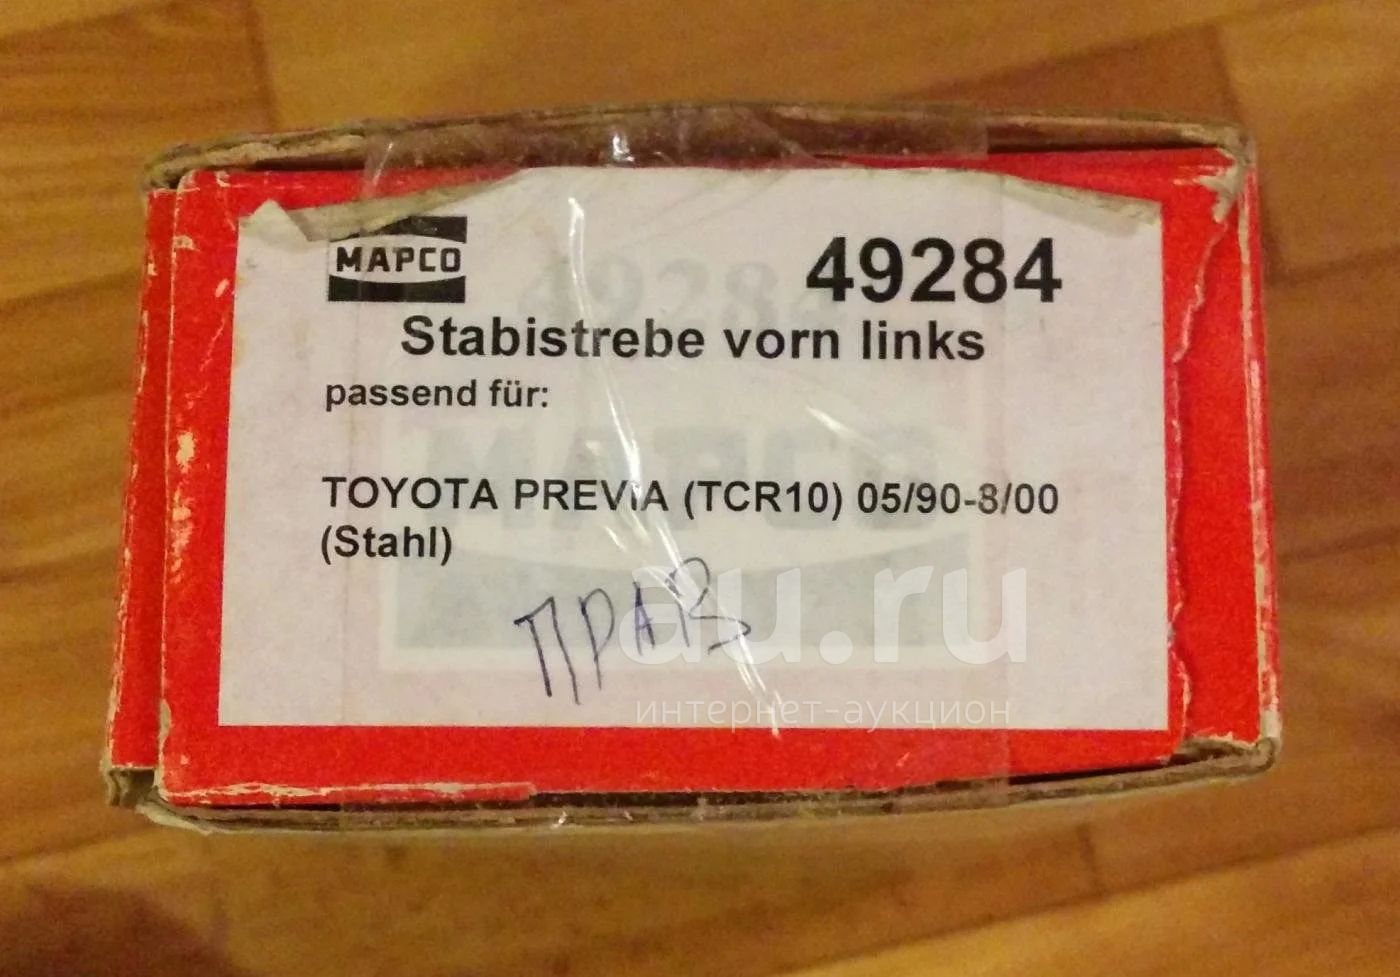 MAPCO
49284
Stabistrebe vorn links
passend für:
TOYOTA PREVIA (TCR10) 05/90-8/00
(Stahl)
ПРАВ
au.ru
интернет-аукцион